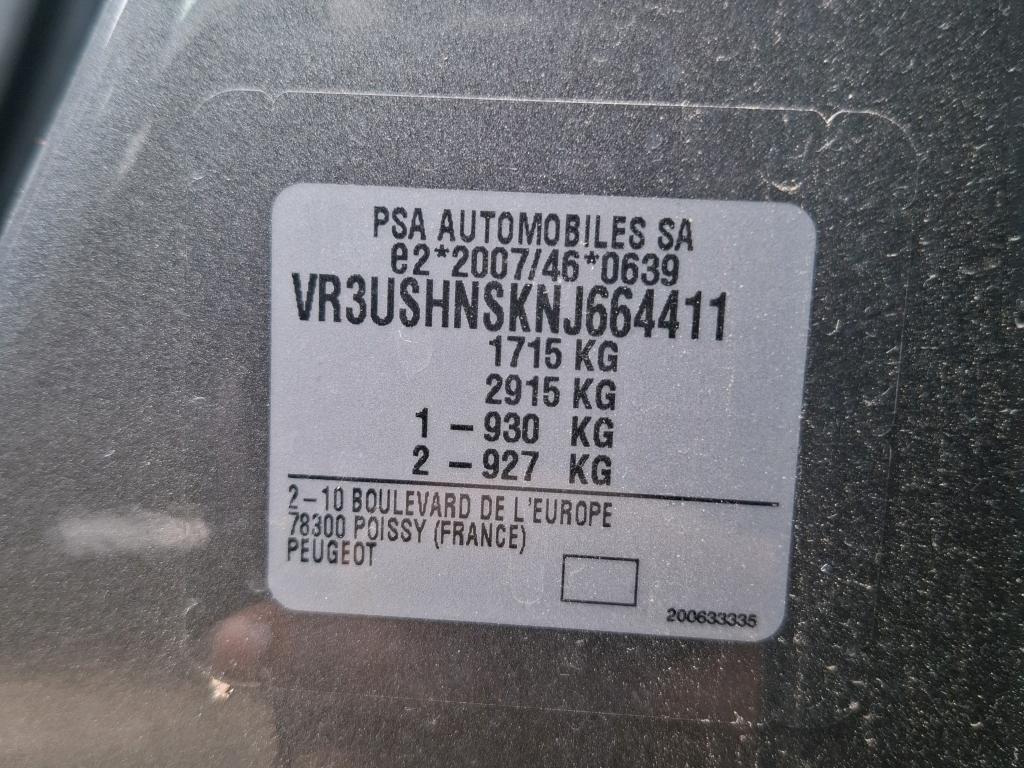 PSA AUTOMOBILES SA
e2*2007/46*0639
VR3USHNSKNJ664411
1715 KG
2915 KG
1 – 930 KG
2 – 927 KG
2–10 BOULEVARD DE L'EUROPE
78300 POISSY (FRANCE)
PEUGEOT
200633335